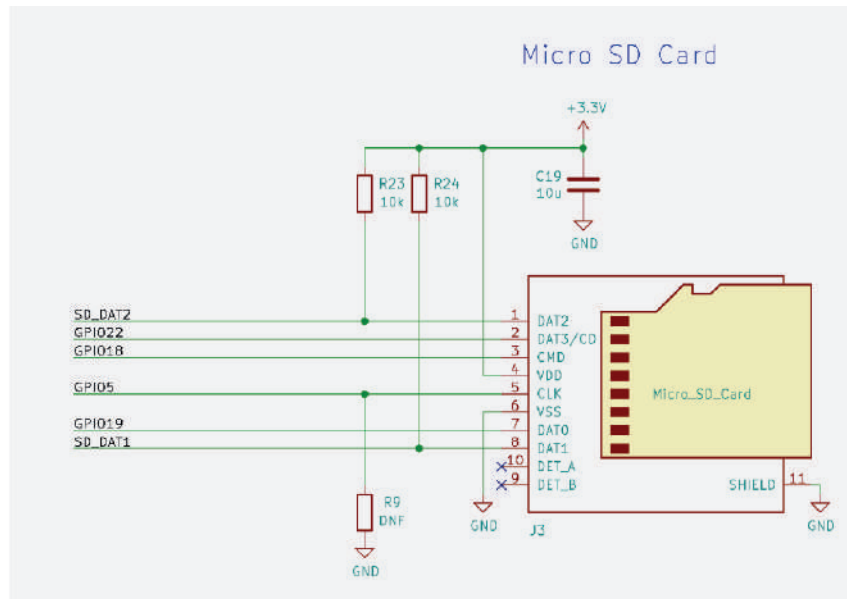 Micro SD Card
+3.3V
R23
10k
R24
10k
C19
10u
GND
SD_DAT2
GPIO22
GPIO18
GPIO5
GPIO19
SD_DAT1
1
2
3
4
5
6
7
8
10
9
DAT2
DAT3/CD
CMD
VDD
CLK
VSS
DAT0
DAT1
DET_A
DET_B
Micro_SD_Card
SHIELD
11
R9
DNF
GND
GND
J3
GND